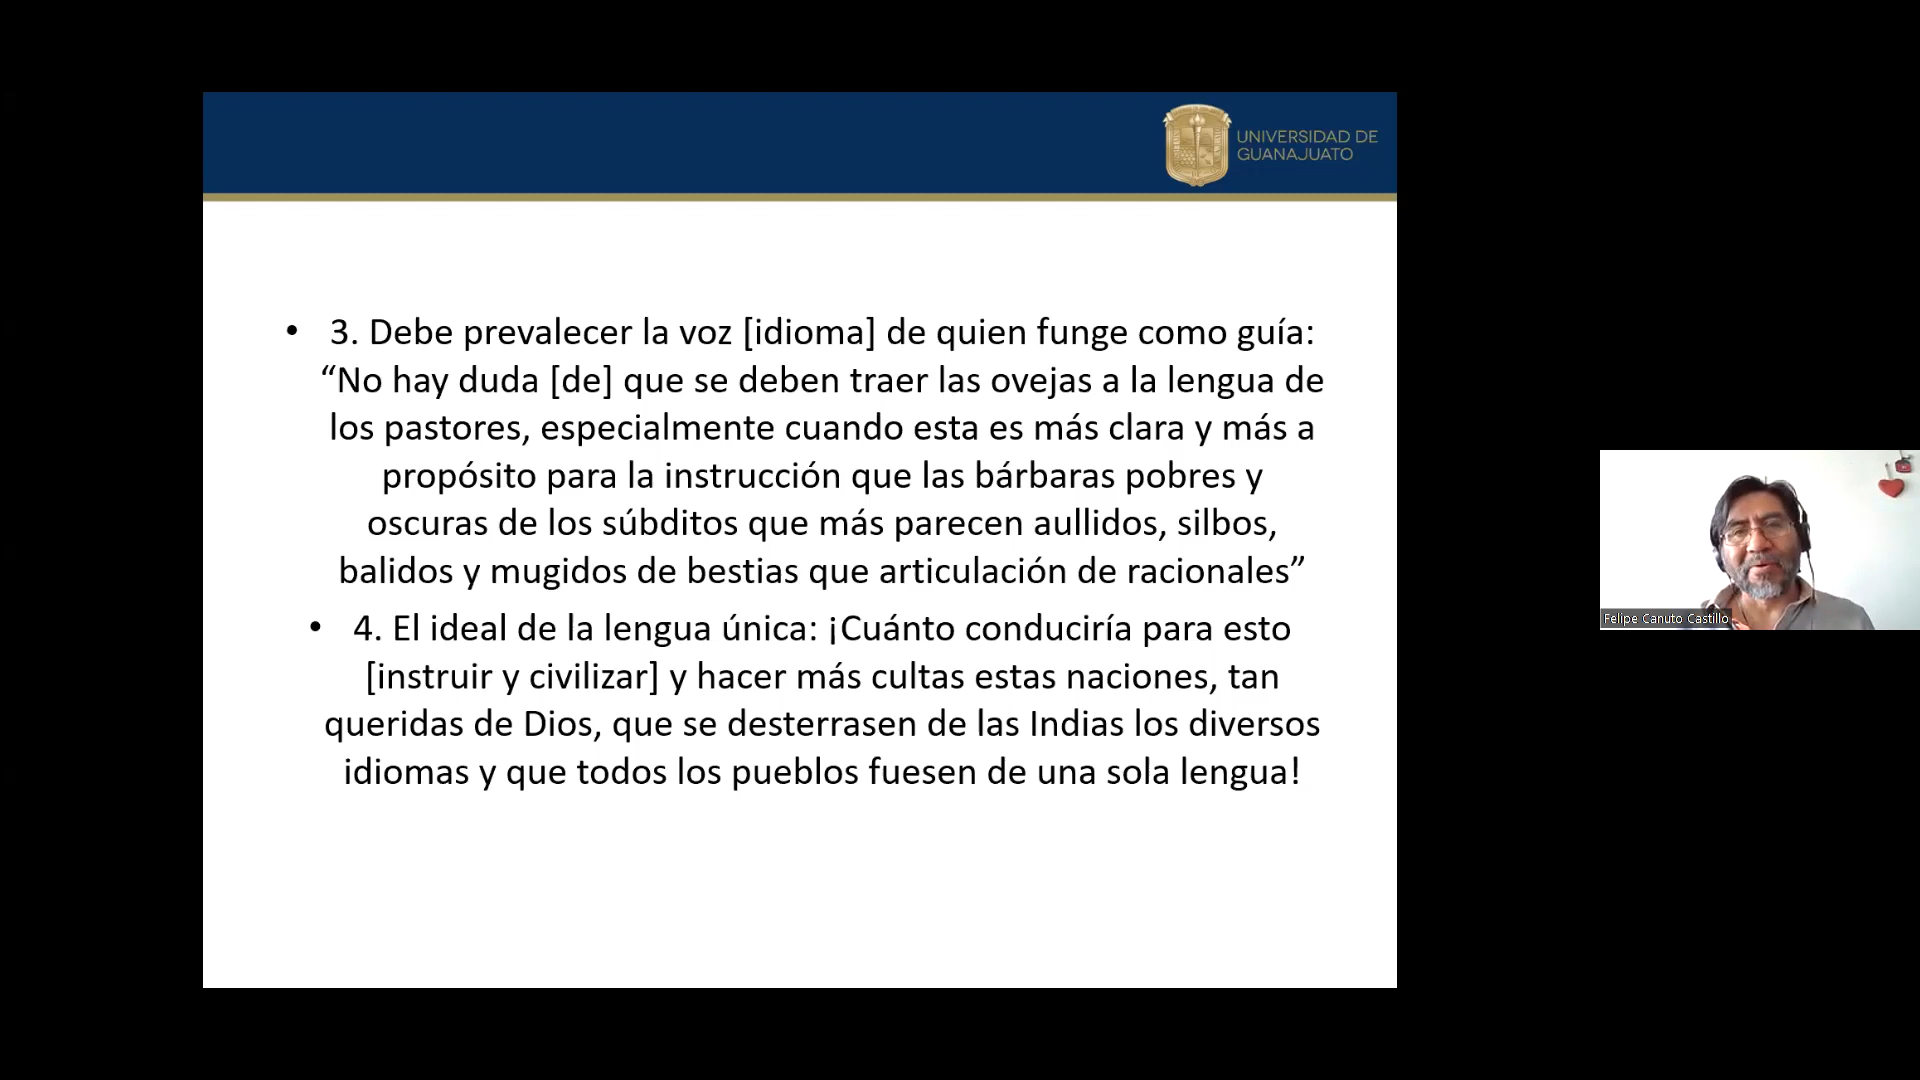 UNIVERSIDAD DE
GUANAJUATO
• 3. Debe prevalecer la voz [idioma] de quien funge como guía:
“No hay duda [de] que se deben traer las ovejas a la lengua de
los pastores, especialmente cuando esta es más clara y más a
propósito para la instrucción que las bárbaras pobres y
oscuras de los súbditos que más parecen aullidos, silbos,
balidos y mugidos de bestias que articulación de racionales”
• 4. El ideal de la lengua única: ¡Cuánto conduciría para esto
[instruir y civilizar] y hacer más cultas estas naciones, tan
queridas de Dios, que se desterrasen de las Indias los diversos
idiomas y que todos los pueblos fuesen de una sola lengua!
Felipe Canuto Castillo